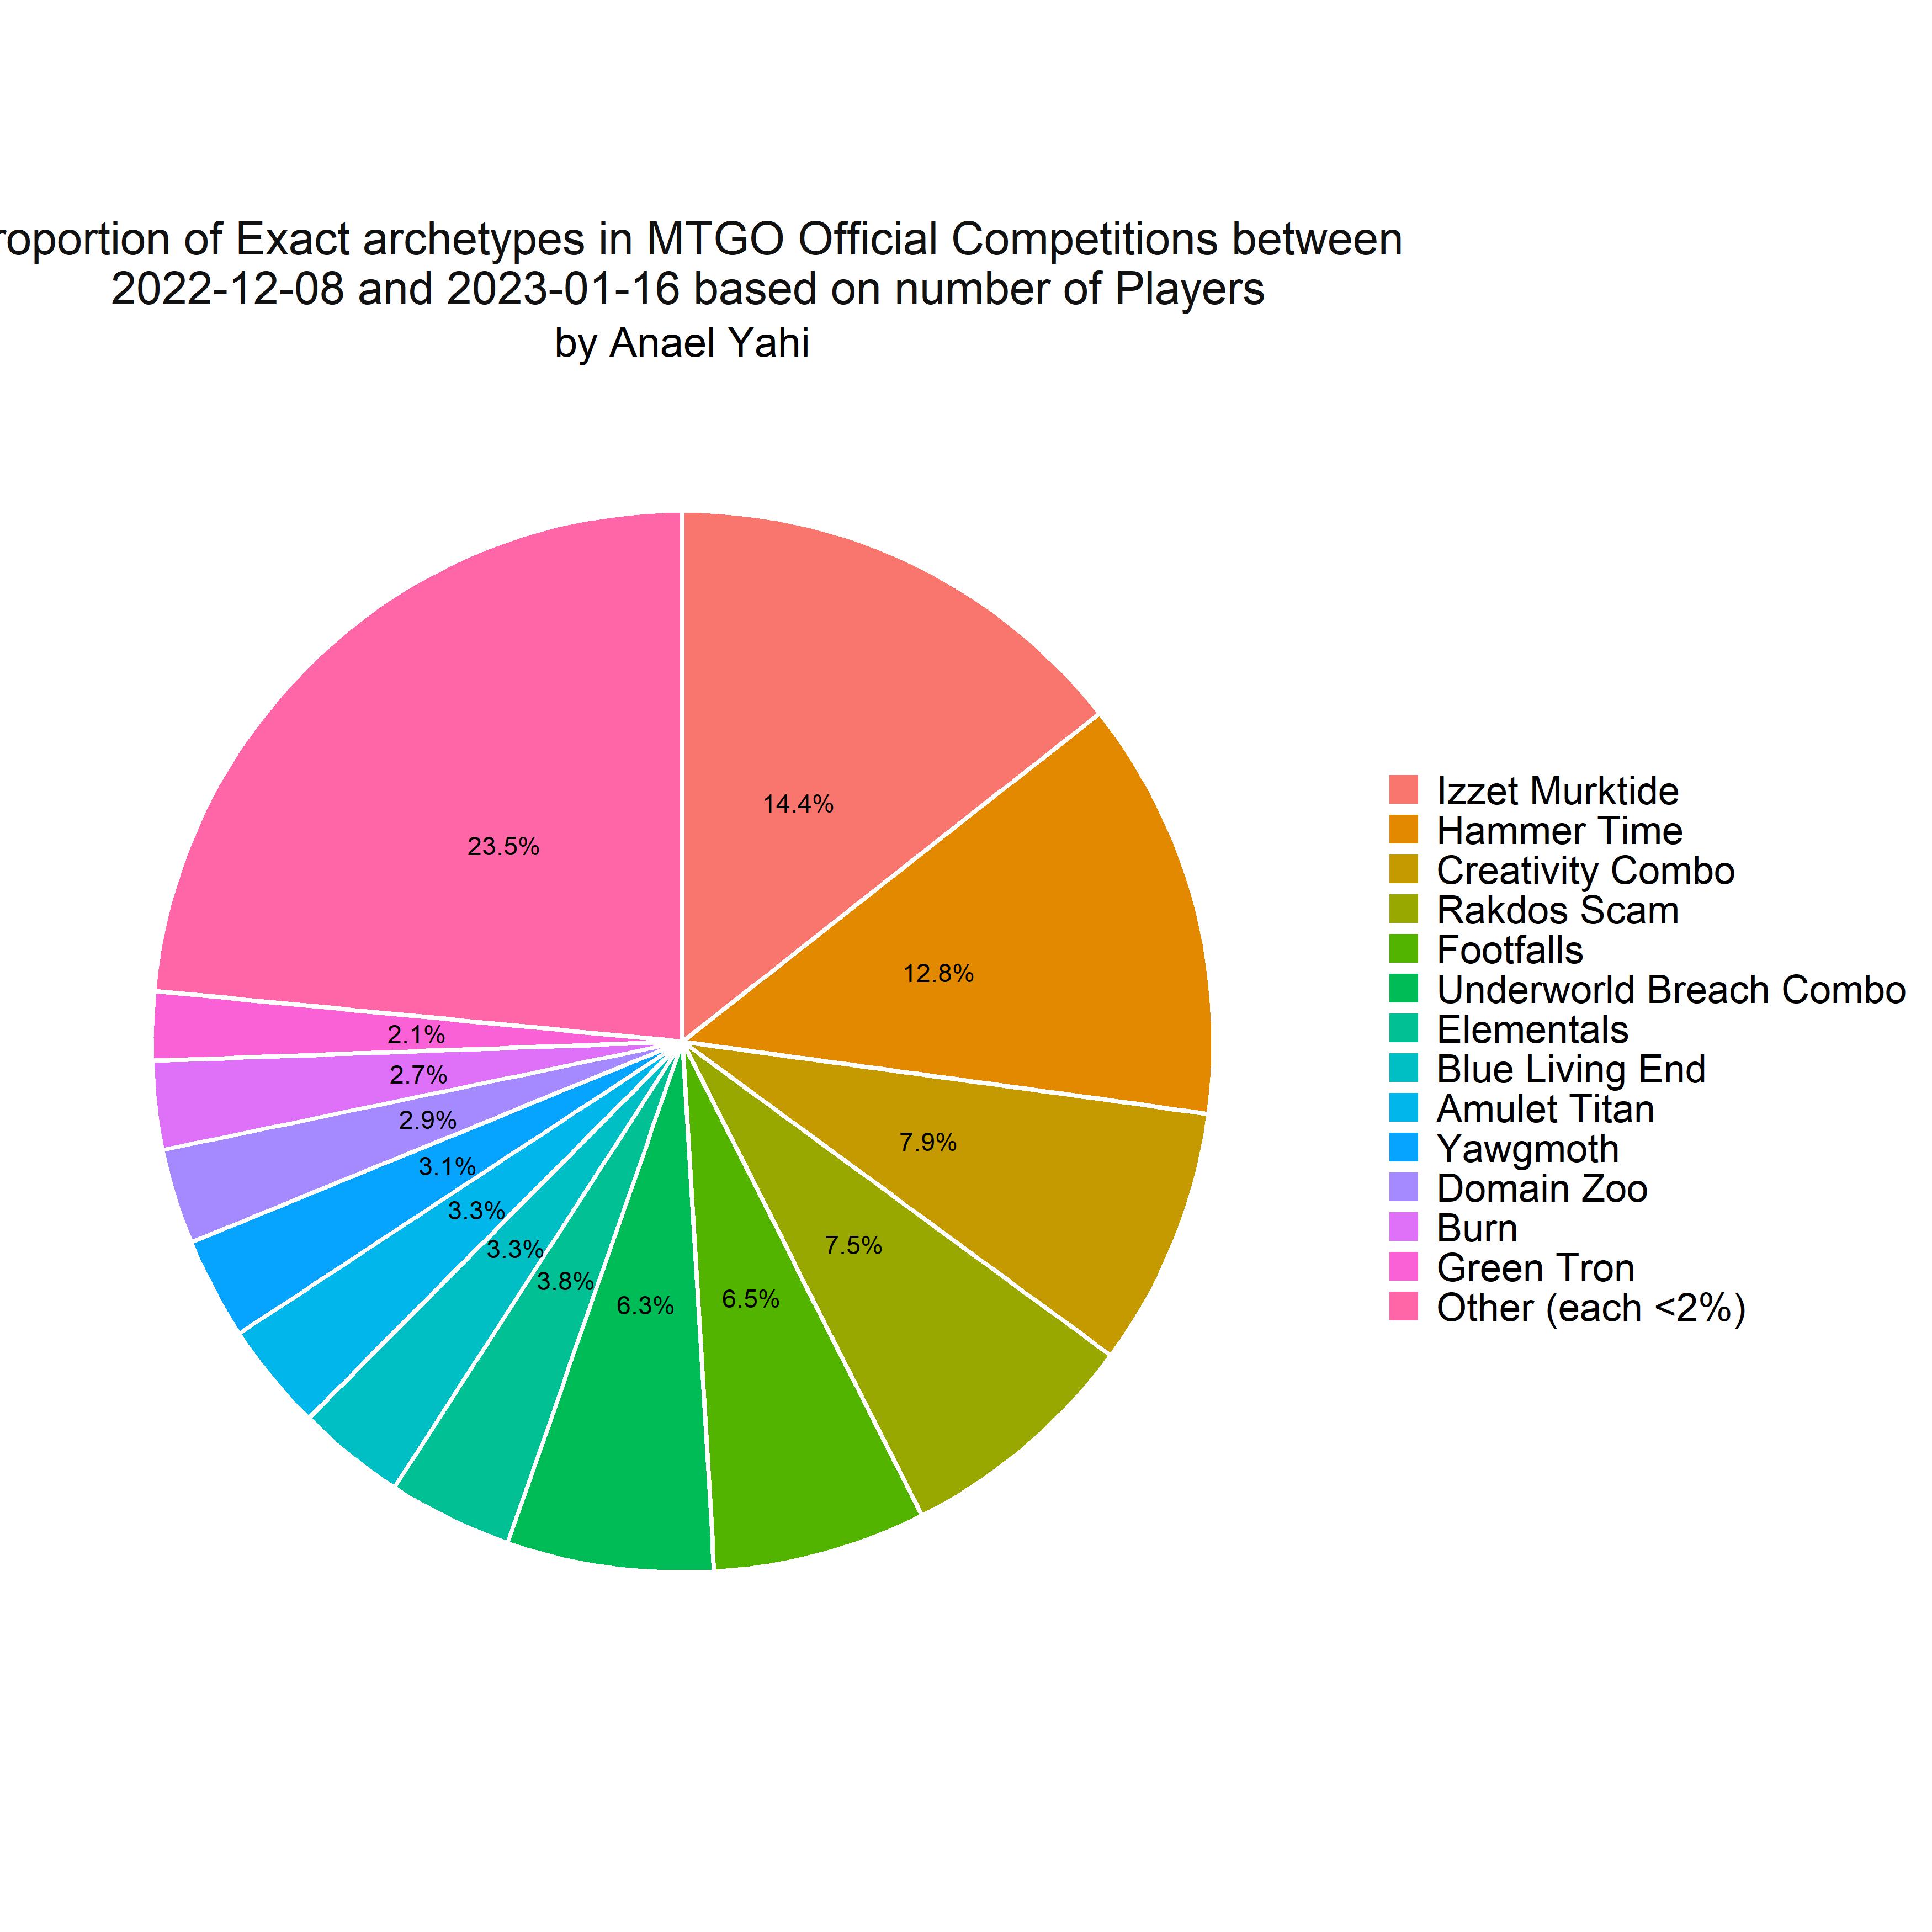 roportion of Exact archetypes in MTGO Official Competitions between
2022-12-08 and 2023-01-16 based on number of Players
by Anael Yahi
14.4%
23.5%
12.8%
2.1%
2.7%
2.9%
7.9%
3.1%
3.3%
3.3%
7.5%
3.8%
6.5%
6.3%
Izzet Murktide
Hammer Time
Creativity Combo
Rakdos Scam
Footfalls
Underworld Breach Combo
Elementals
Blue Living End
Amulet Titan
Yawgmoth
Domain Zoo
Burn
Green Tron
Other (each <2%)